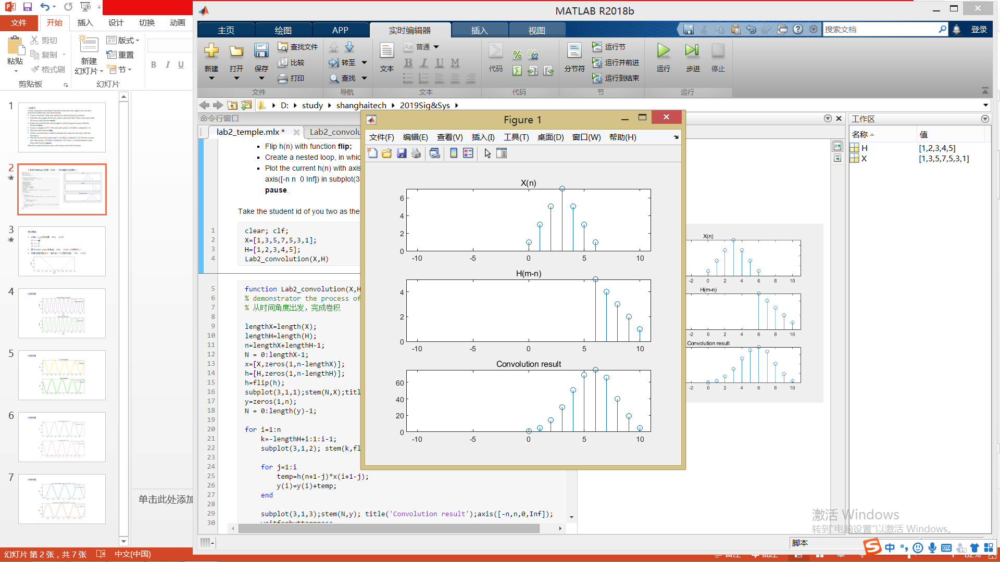 MATLAB R2018b
文件
开始
插入
设计
切换
动画
主页
绘图
APP
实时编辑器
插入
视图
搜索文档
登录
粘贴
剪切
复制
格式刷
剪贴板
新建
幻灯片
版式
重置
节
幻灯片
B I U
新建
打开
保存
查找文件
比较
打印
文件
转至
查找
导航
文本
Aa 普通
B I U M
文本
代码
代码
分节符
运行节
运行并前进
运行到结束
节
运行
步进
停止
运行
D: study shanghaitech 2019Sig&Sys
命令行窗口
lab2_temple.mlx *
Lab2_convolu
Flip h(n) with function flip;
Create a nested loop, in whic
Plot the current h(n) with axis
axis([-n n 0 Inf]) in subplot(3
pause.
Take the student id of you two as the
1 clear; clf;
2 X=[1,3,5,7,5,3,1];
3 H=[1,2,3,4,5];
4 Lab2_convolution(X,H)
5 function Lab2_convolution(X,H
6 % demonstrator the process of
7 % 从时间角度出发，完成卷积
8
9 lengthX=length(X);
10 lengthH=length(H);
11 n=lengthX+lengthH-1;
12 N = 0:lengthX-1;
13 x=[X,zeros(1,n-lengthX)];
14 h=[H,zeros(1,n-lengthH)];
15 h=flip(h);
16 subplot(3,1,1);stem(N,X);titl
17 y=zeros(1,n);
18 N = 0:length(y)-1;
19
20 for i=1:n
21 k=-lengthH+i:1:i-1;
22 subplot(3,1,2); stem(k,fl
23
24 for j=1:i
25 temp=h(n+1-j)*x(i+1-j);
26 y(i)=y(i)+temp;
27 end
28
29 subplot(3,1,3);stem(N,y); title('Convolution result');axis([-n,n,0,Inf]);
30
Figure 1
文件(F) 编辑(E) 查看(V) 插入(I) 工具(T) 桌面(D) 窗口(W) 帮助(H)
X(n)
6
4
2
0
-10 -5 0 5 10
H(m-n)
4
2
0
-10 -5 0 5 10
Convolution result
60
40
20
0
-10 -5 0 5 10
X(n)
-2 0 2 4 6 8 10
H(m-n)
-2 0 2 4 6 8 10
Convolution result
-2 0 2 4 6 8 10
工作区
名称 值
H [1,2,3,4,5]
X [1,3,5,7,5,3,1]
1
2
3
4
5
6
7
单击此处添加
激活 Windows
转到“电脑设置”以激活 Windows。
脚本
中
幻灯片 第 2 张，共 7 张
中文(中国)